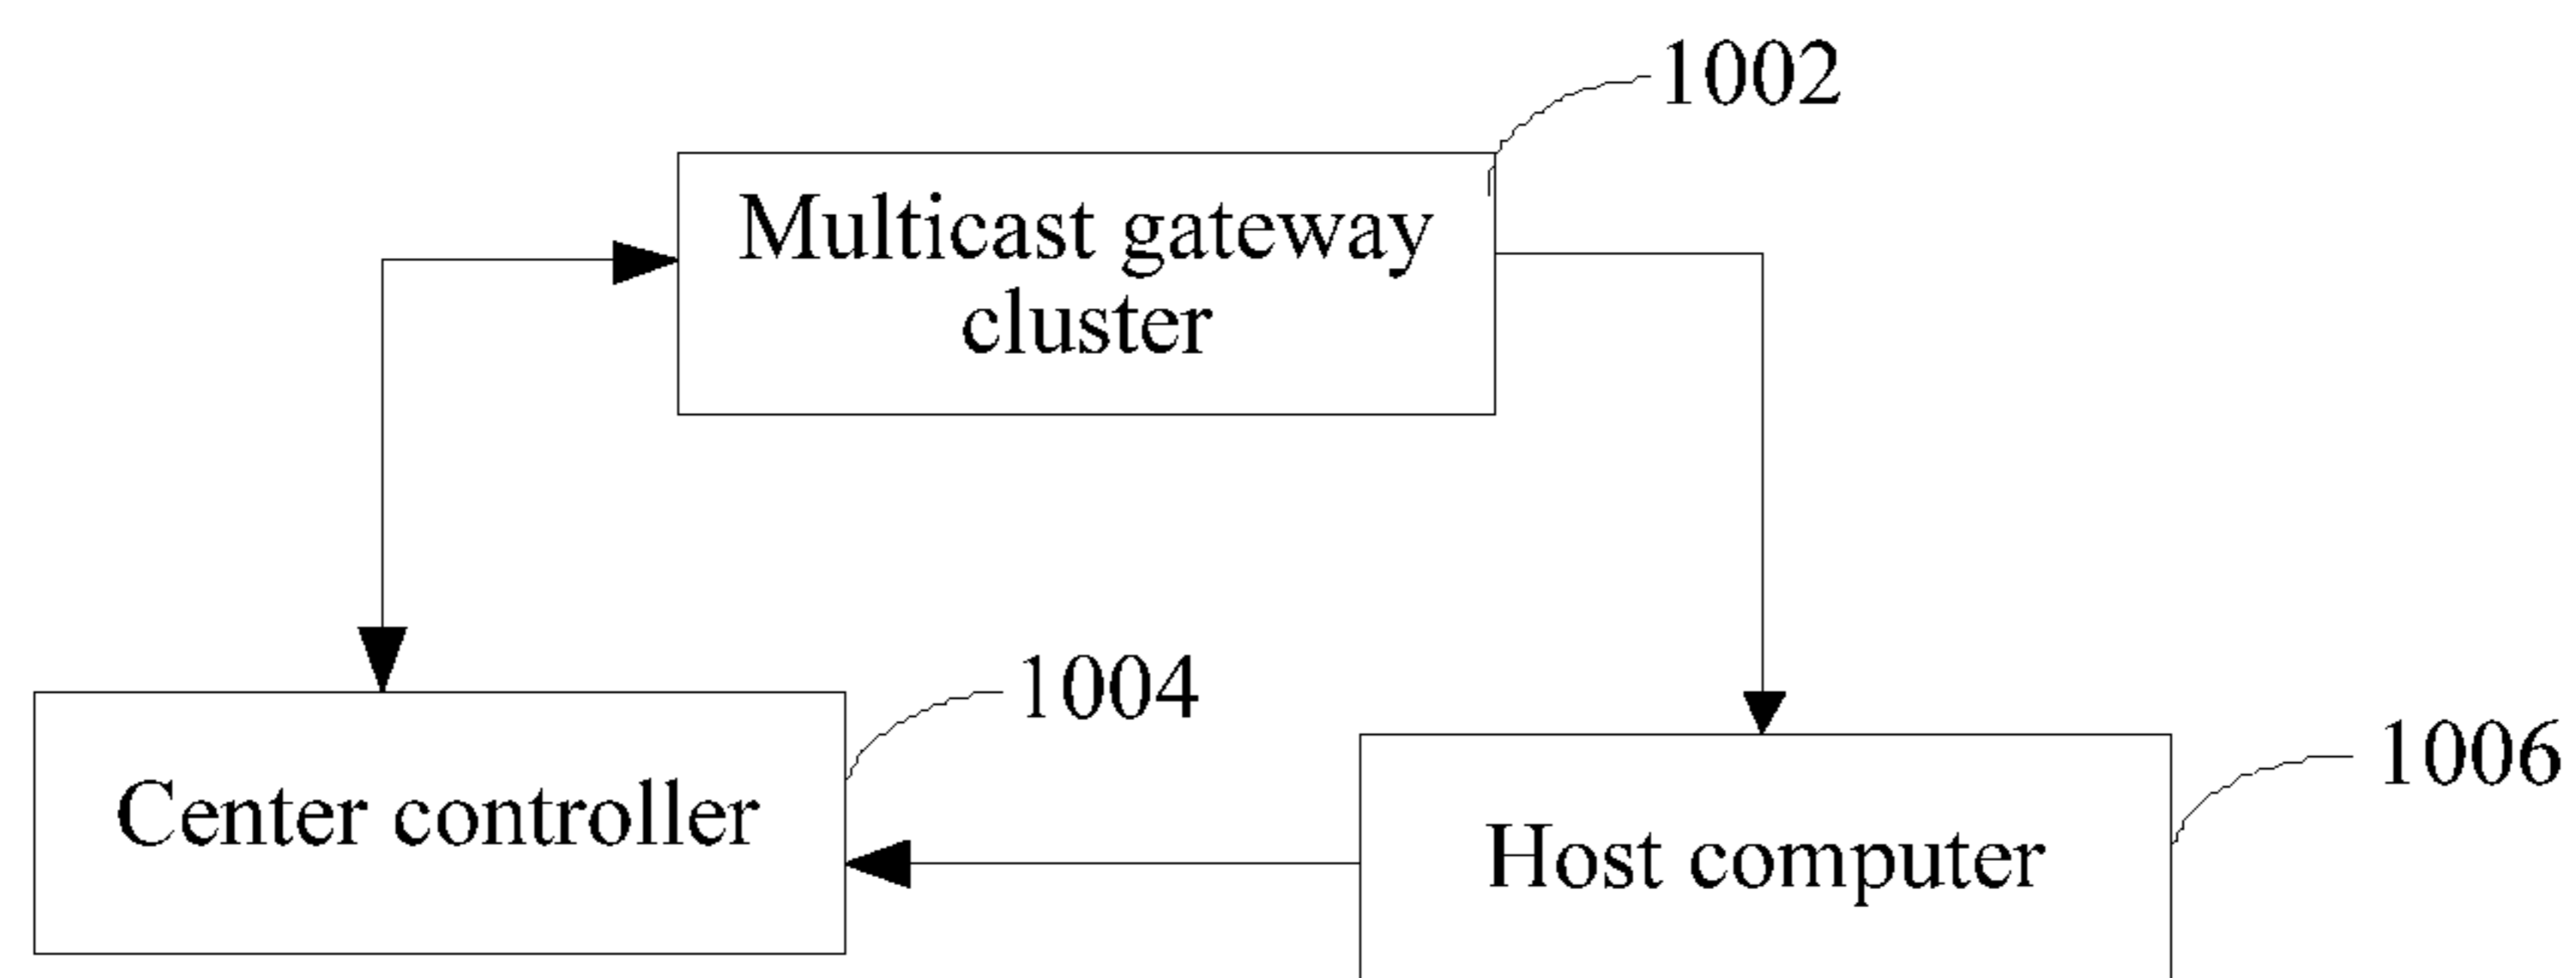 1002
Multicast gateway
cluster
1004
Center controller
1006
Host computer